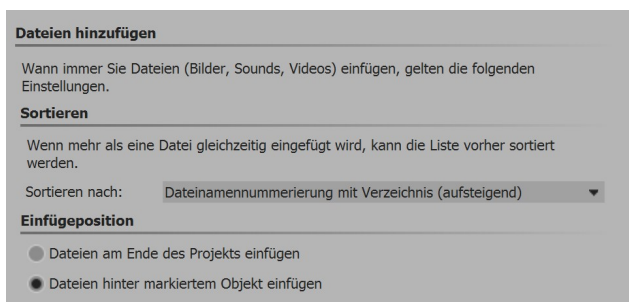 Dateien hinzufügen
Wann immer Sie Dateien (Bilder, Sounds, Videos) einfügen, gelten die folgenden
Einstellungen.
Sortieren
Wenn mehr als eine Datei gleichzeitig eingefügt wird, kann die Liste vorher sortiert
werden.
Sortieren nach: Dateinamennummerierung mit Verzeichnis (aufsteigend)
Einfügeposition
Dateien am Ende des Projekts einfügen
Dateien hinter markiertem Objekt einfügen